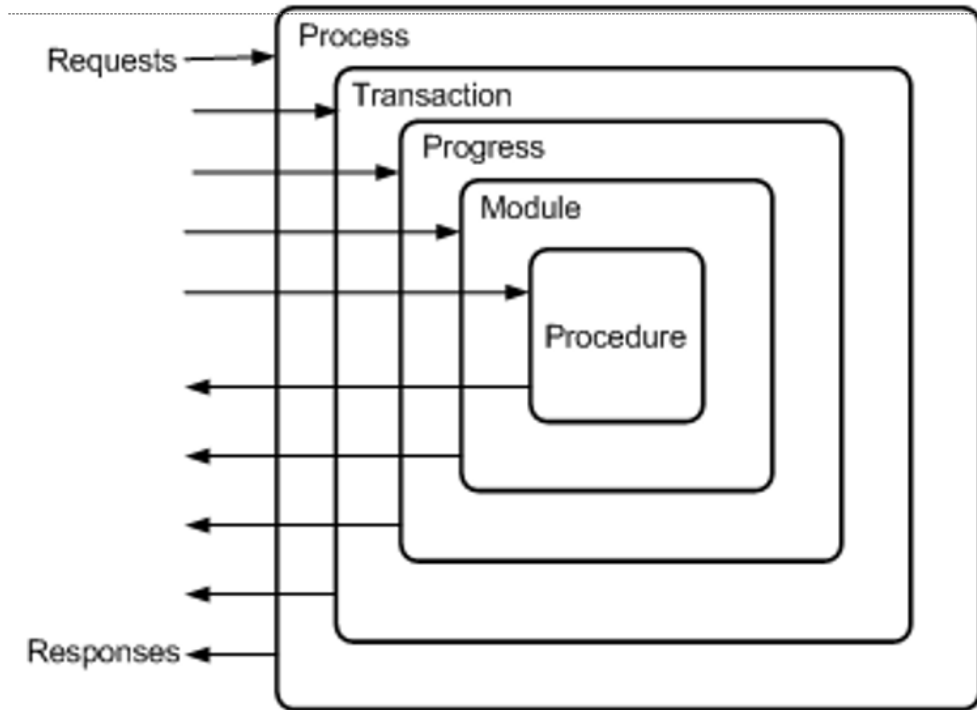 Process
Requests
Transaction
Progress
Module
Procedure
Responses